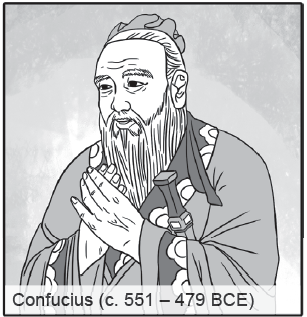 Confucius (c. 551 – 479 BCE)